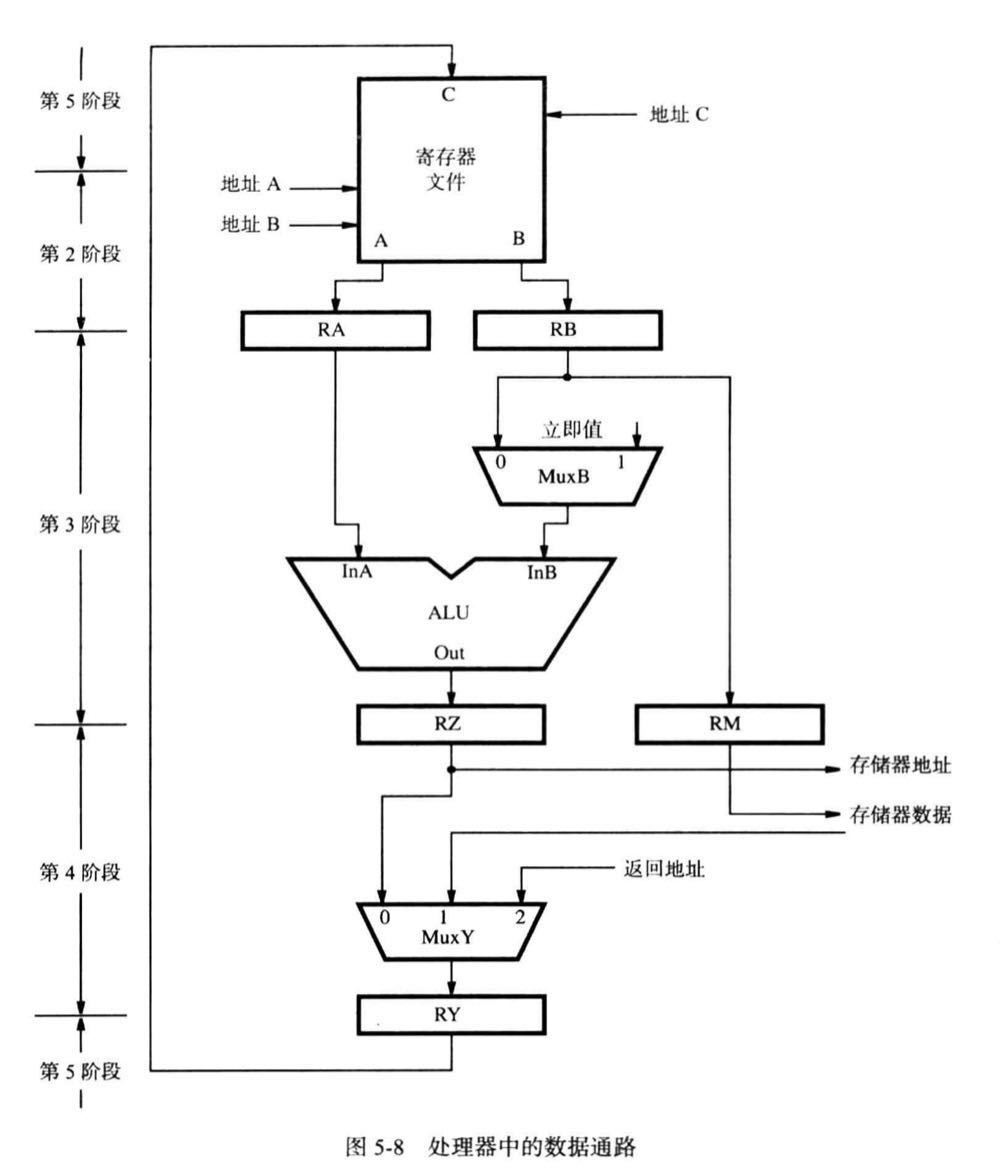 C
第 5 阶段
地址 C
寄存器
文件
地址 A
地址 B
A
B
第 2 阶段
RA
RB
立即值
0
1
MuxB
第 3 阶段
InA
InB
ALU
Out
RZ
RM
存储器地址
存储器数据
第 4 阶段
返回地址
0
1
2
MuxY
RY
第 5 阶段
图 5-8 处理器中的数据通路